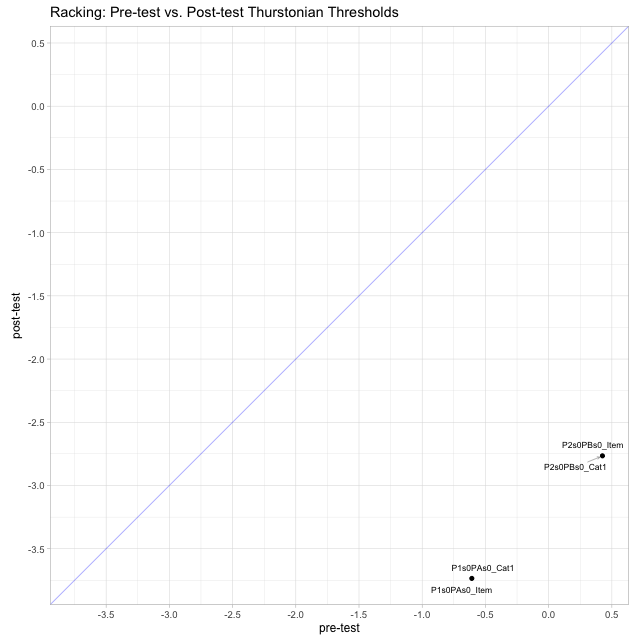 Racking: Pre-test vs. Post-test Thurstonian Thresholds
0.5
0.0
-0.5
-1.0
-1.5
-2.0
-2.5
-3.0
-3.5
post-test
P2s0PBs0_Item
P2s0PBs0_Cat1
P1s0PAs0_Cat1
P1s0PAs0_Item
-3.5 -3.0 -2.5 -2.0 -1.5 -1.0 -0.5 0.0 0.5
pre-test